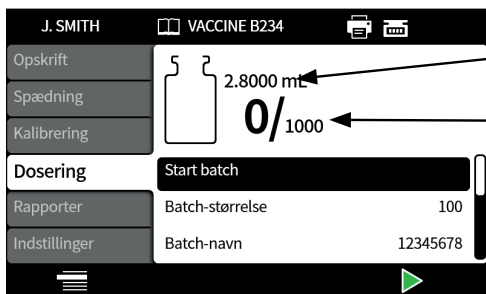 J. SMITH VACCINE B234
Opskrift
Spædning
Kalibrering
Dosering
Rapporter
Indstillinger
2.8000 mL
0/1000
Start batch
Batch-størrelse 100
Batch-navn 12345678